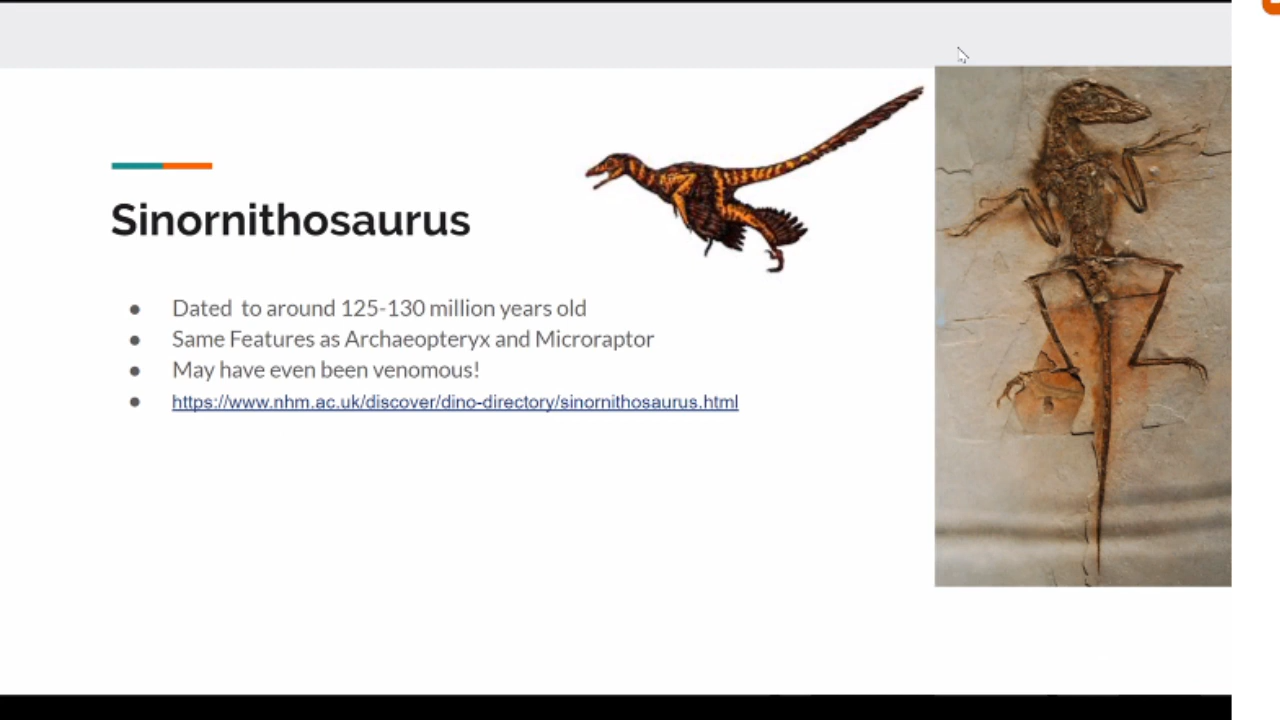 Sinornithosaurus
● Dated  to around 125-130 million years old
● Same Features as Archaeopteryx and Microraptor
● May have even been venomous!
● https://www.nhm.ac.uk/discover/dino-directory/sinornithosaurus.html